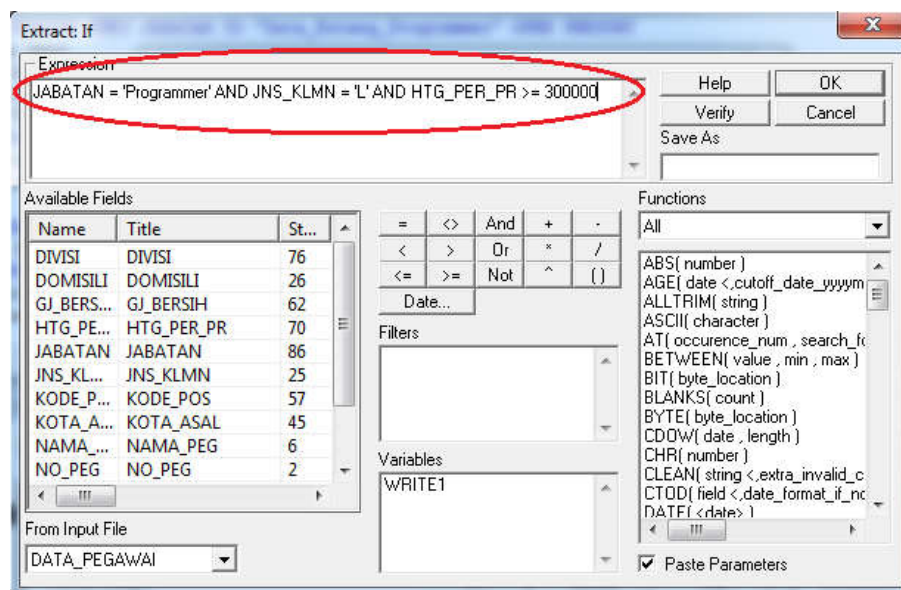 Extract: If
Expression
JABATAN = 'Programmer' AND JNS_KLMN = 'L' AND HTG_PER_PR >= 300000
Help OK
Verify Cancel
Save As
Available Fields
Name Title St...
DIVISI DIVISI 76
DOMISILI DOMISILI 26
GJ_BERS... GJ_BERSIH 62
HTG_PE... HTG_PER_PR 70
JABATAN JABATAN 86
JNS_KL... JNS_KLMN 25
KODE_P... KODE_POS 57
KOTA_A... KOTA_ASAL 45
NAMA_... NAMA_PEG 6
NO_PEG NO_PEG 2
From Input File
DATA_PEGAWAI
= <> And + -
< > Or * /
<= >= Not ^ ( )
Date...
Filters
Variables
WRITE1
Functions
All
ABS( number )
AGE( date <,cutoff_date_yyyym
ALLTRIM( string )
ASCII( character )
AT( occurence_num , search_fo
BETWEEN( value , min , max )
BIT( byte_location )
BLANKS( count )
BYTE( byte_location )
CDOW( date , length )
CHR( number )
CLEAN( string <,extra_invalid_c
CTOD( field <,date_format_if_nc
DATE( <date> )
Paste Parameters